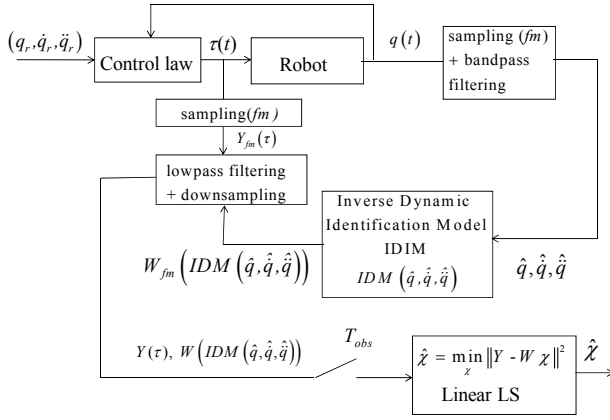 (q_r, q̇_r, q̈_r)
Control law
τ(t)
Robot
q(t)
sampling (fm)
+ bandpass
filtering
sampling(fm)
Y_fm(τ)
lowpass filtering
+ downsampling
Inverse Dynamic
Identification Model
IDIM
IDM(q̂, q̂̇, q̂̈)
W_fm(IDM(q̂, q̂̇, q̂̈))
q̂, q̂̇, q̂̈
Y(τ), W(IDM(q̂, q̂̇, q̂̈))
T_obs
χ̂ = min_χ ‖Y - W χ‖²
Linear LS
χ̂